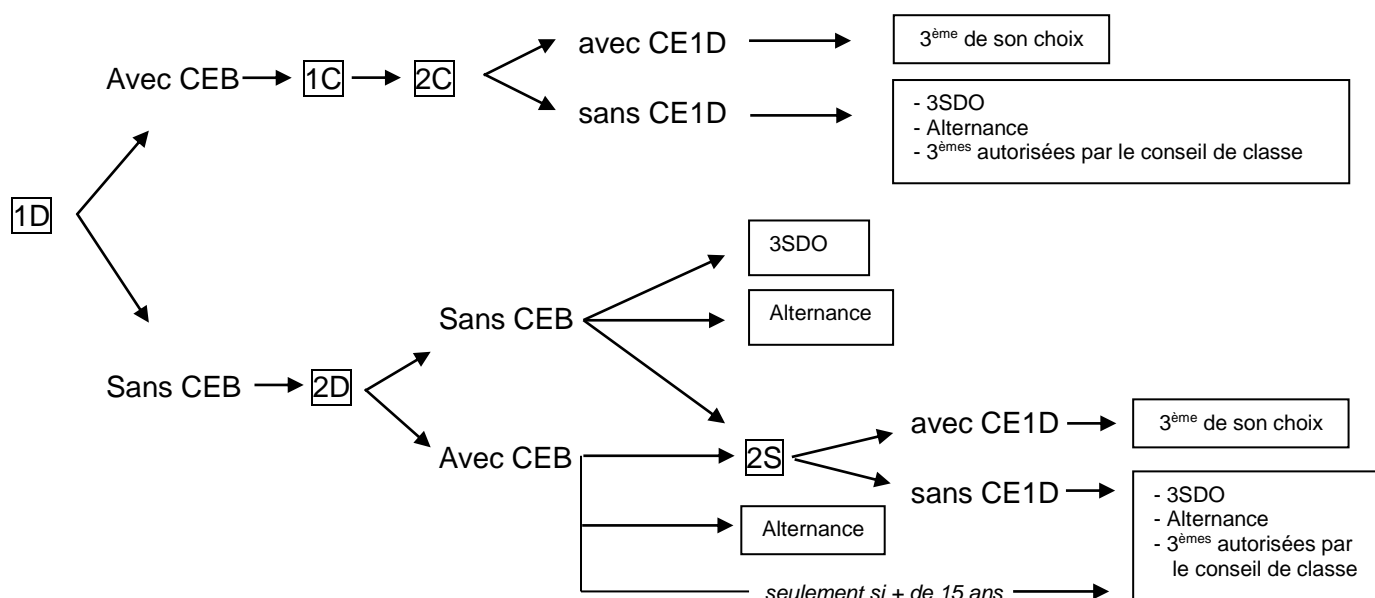 avec CE1D
3ème de son choix
Avec CEB
1C
2C
sans CE1D
- 3SDO
- Alternance
- 3èmes autorisées par le conseil de classe
1D
3SDO
Sans CEB
Alternance
Sans CEB
2D
avec CE1D
3ème de son choix
Avec CEB
2S
sans CE1D
- 3SDO
- Alternance
- 3èmes autorisées par
le conseil de classe
Alternance
seulement si + de 15 ans